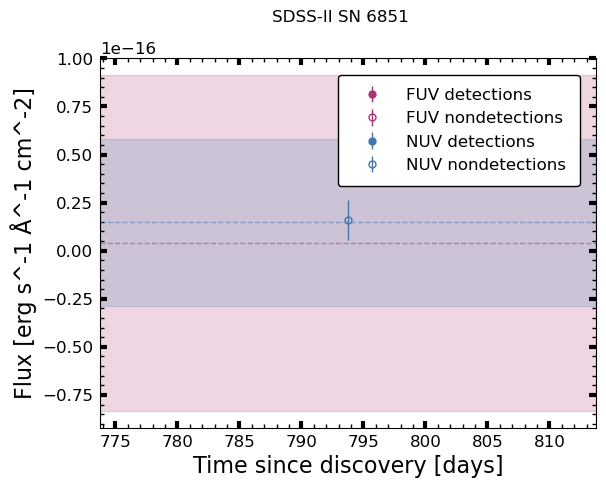 SDSS-II SN 6851
1e−16
1.00
0.75
0.50
0.25
0.00
−0.25
−0.50
−0.75
Flux [erg s^-1 Å^-1 cm^-2]
FUV detections
FUV nondetections
NUV detections
NUV nondetections
775 780 785 790 795 800 805 810
Time since discovery [days]